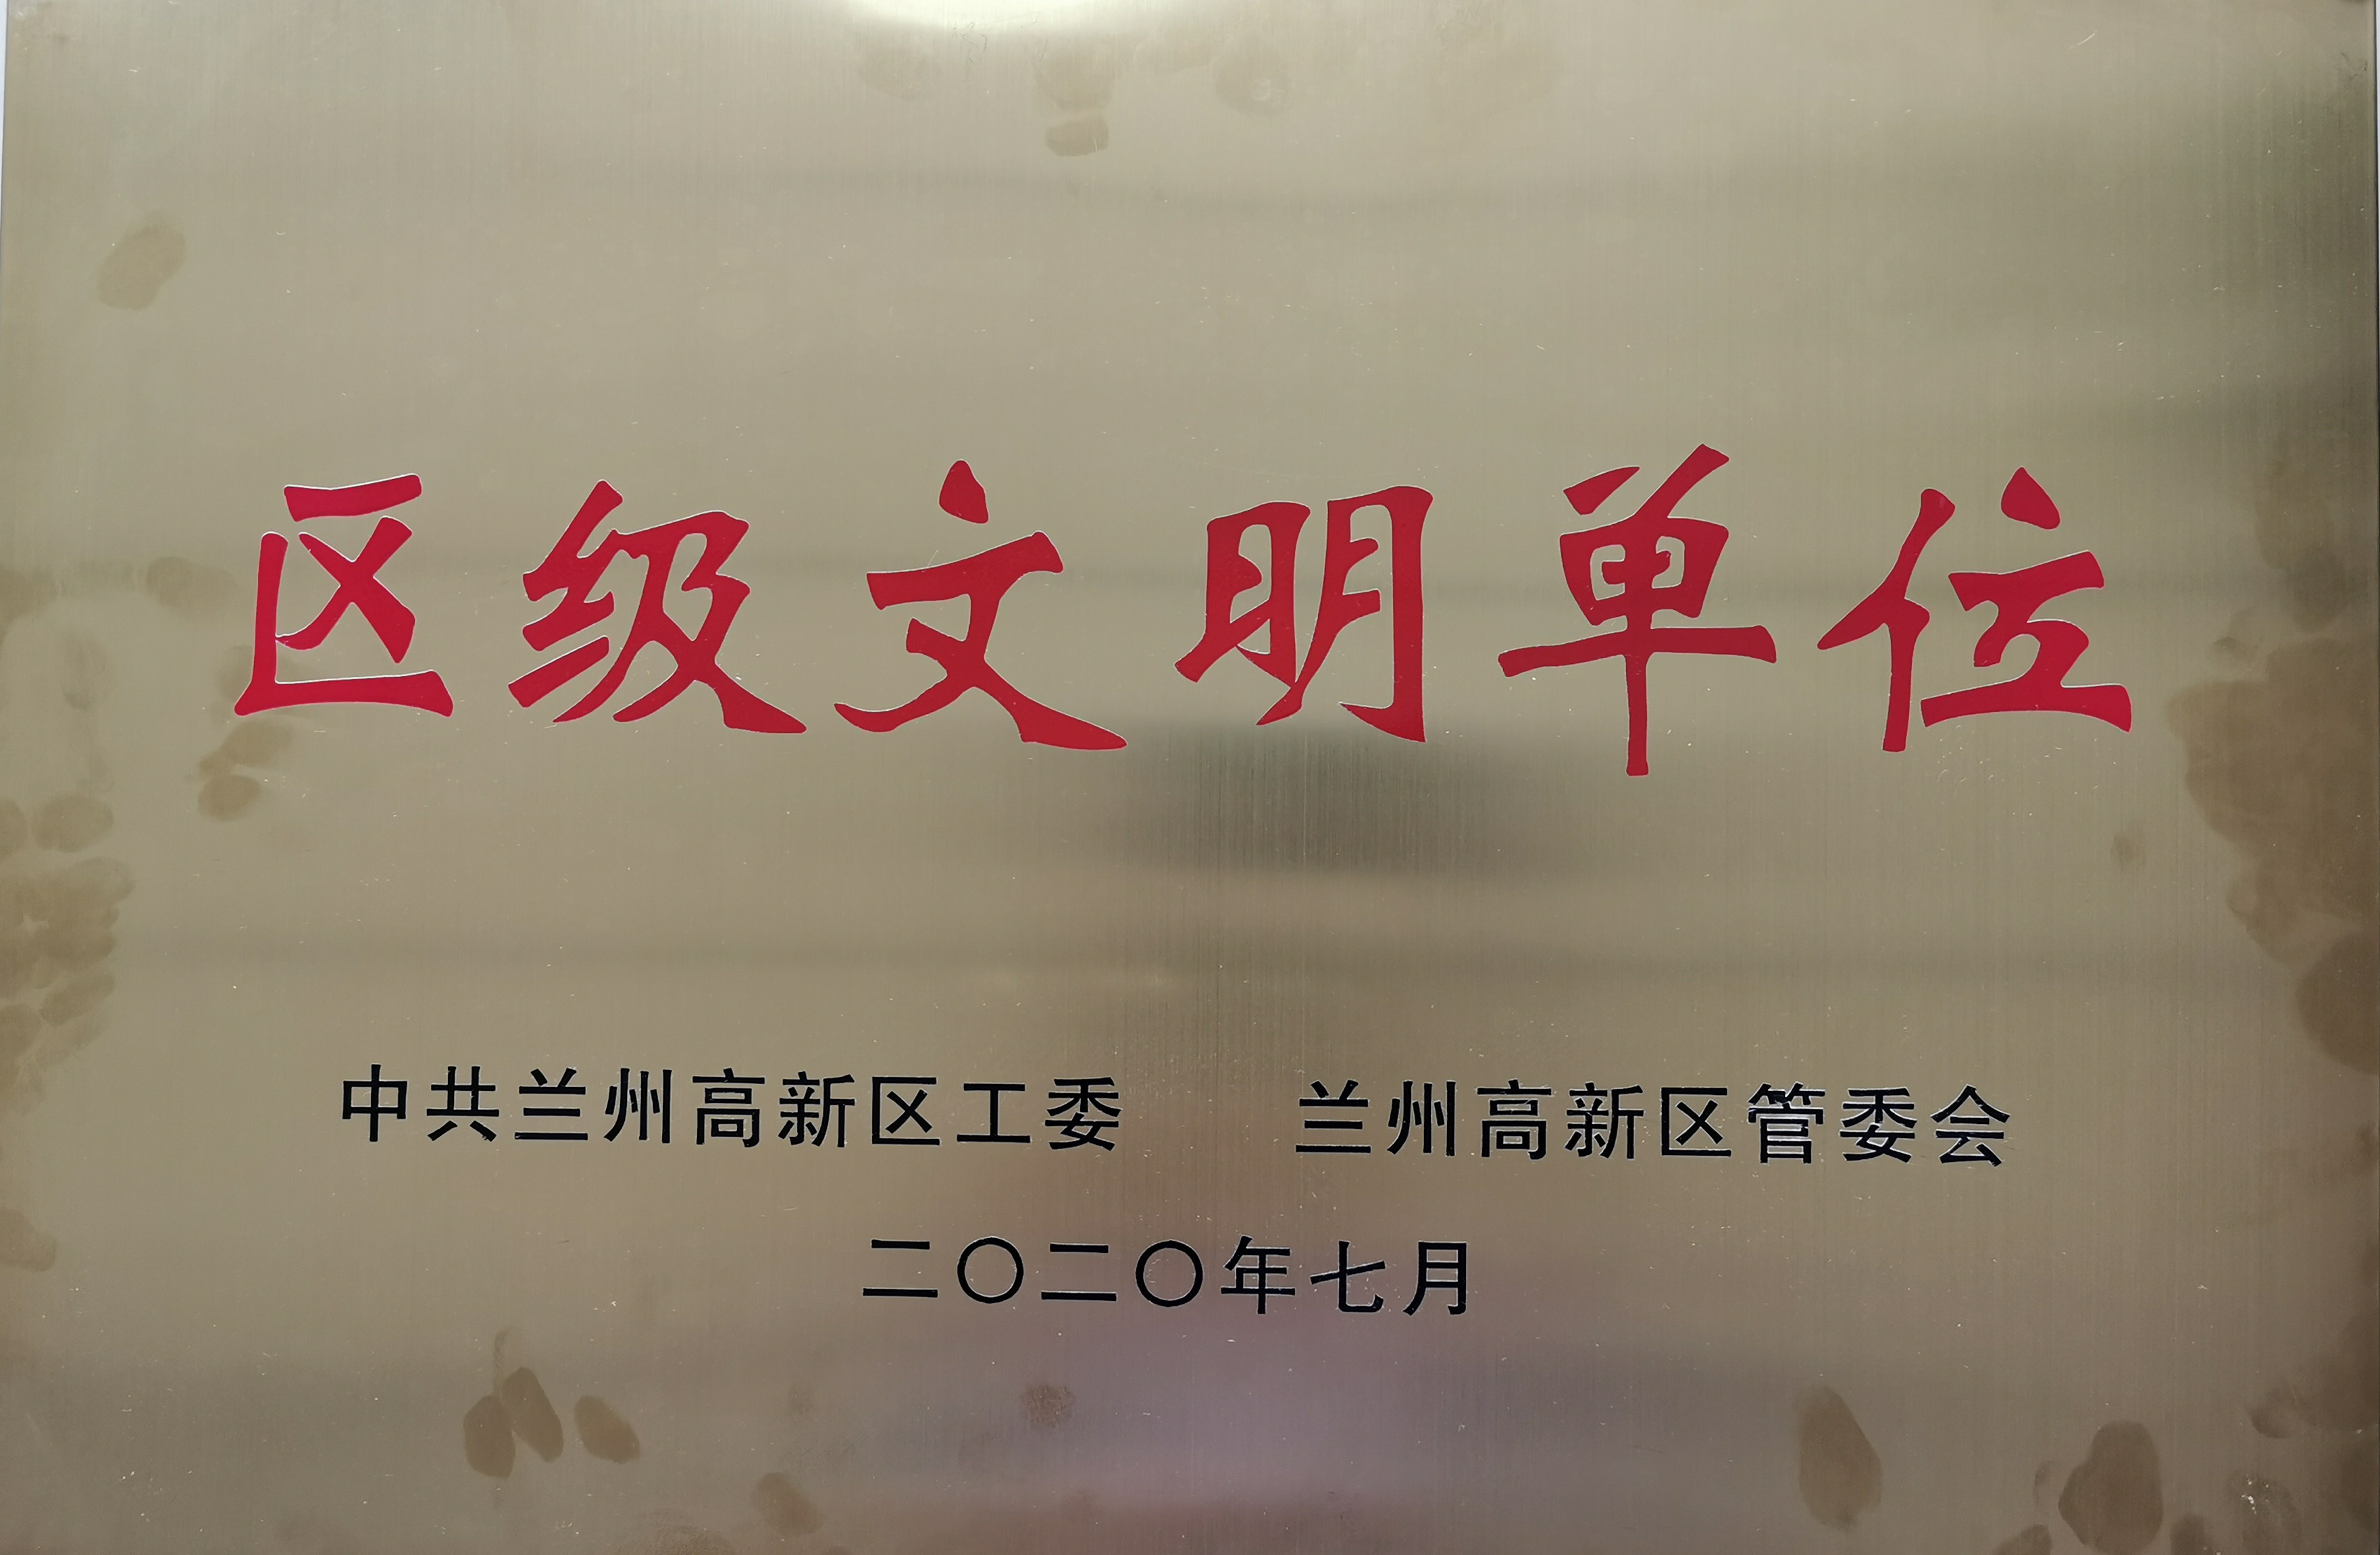 区级文明单位
中共兰州高新区工委 兰州高新区管委会
二〇二〇年七月